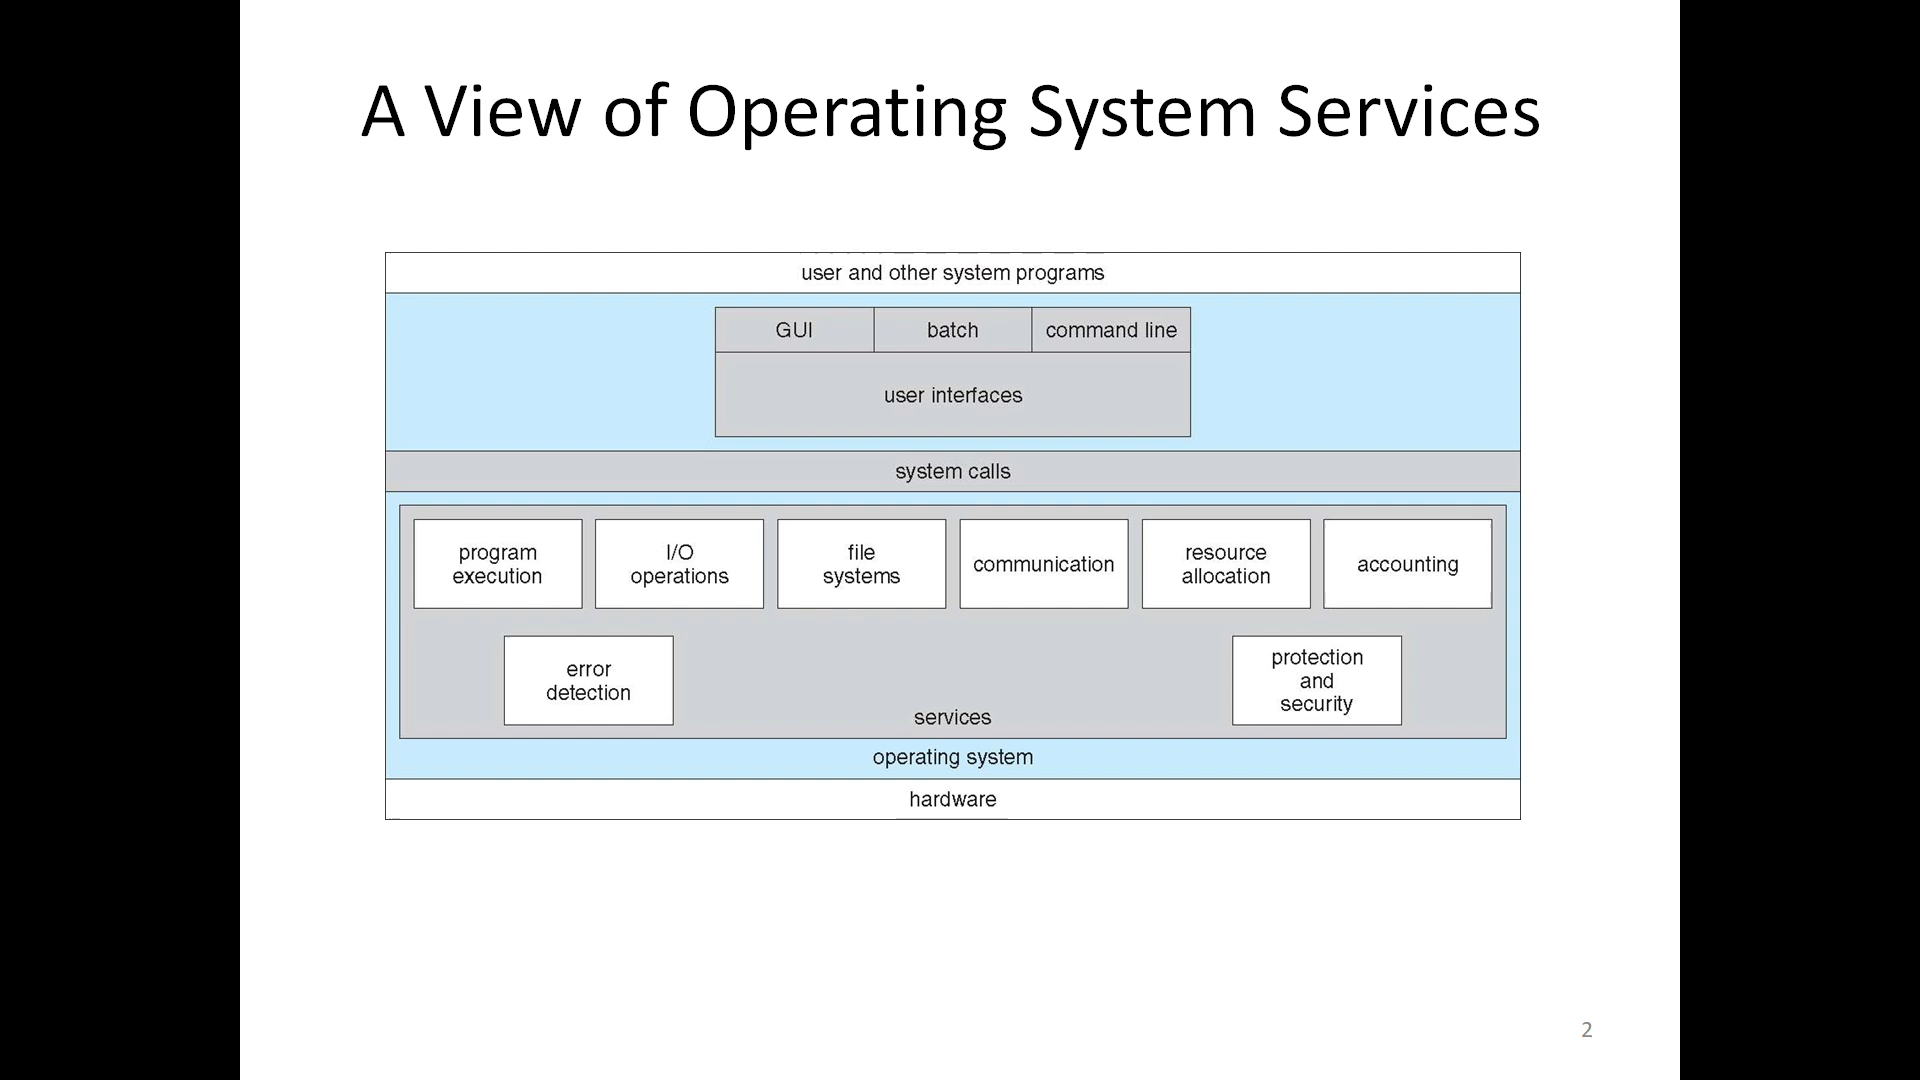 A View of Operating System Services
user and other system programs
GUI
batch
command line
user interfaces
system calls
program
execution
I/O
operations
file
systems
communication
resource
allocation
accounting
error
detection
protection
and
security
services
operating system
hardware
2